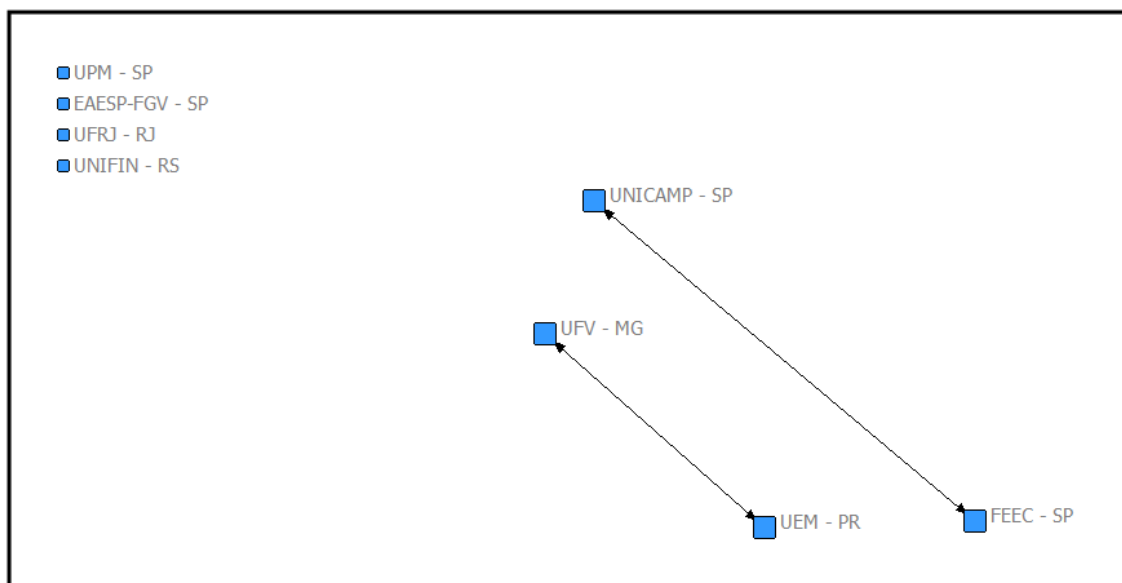 UPM - SP
EAESP-FGV - SP
UFRJ - RJ
UNIFIN - RS
UNICAMP - SP
UFV - MG
UEM - PR
FEEC - SP